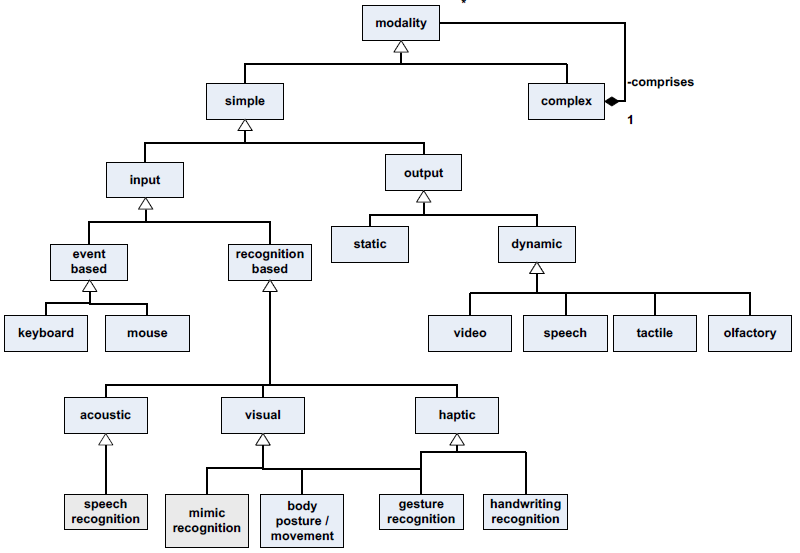 *
modality
-comprises
simple
complex
1
input
output
event
based
recognition
based
static
dynamic
keyboard
mouse
video
speech
tactile
olfactory
acoustic
visual
haptic
speech
recognition
mimic
recognition
body
posture /
movement
gesture
recognition
handwriting
recognition